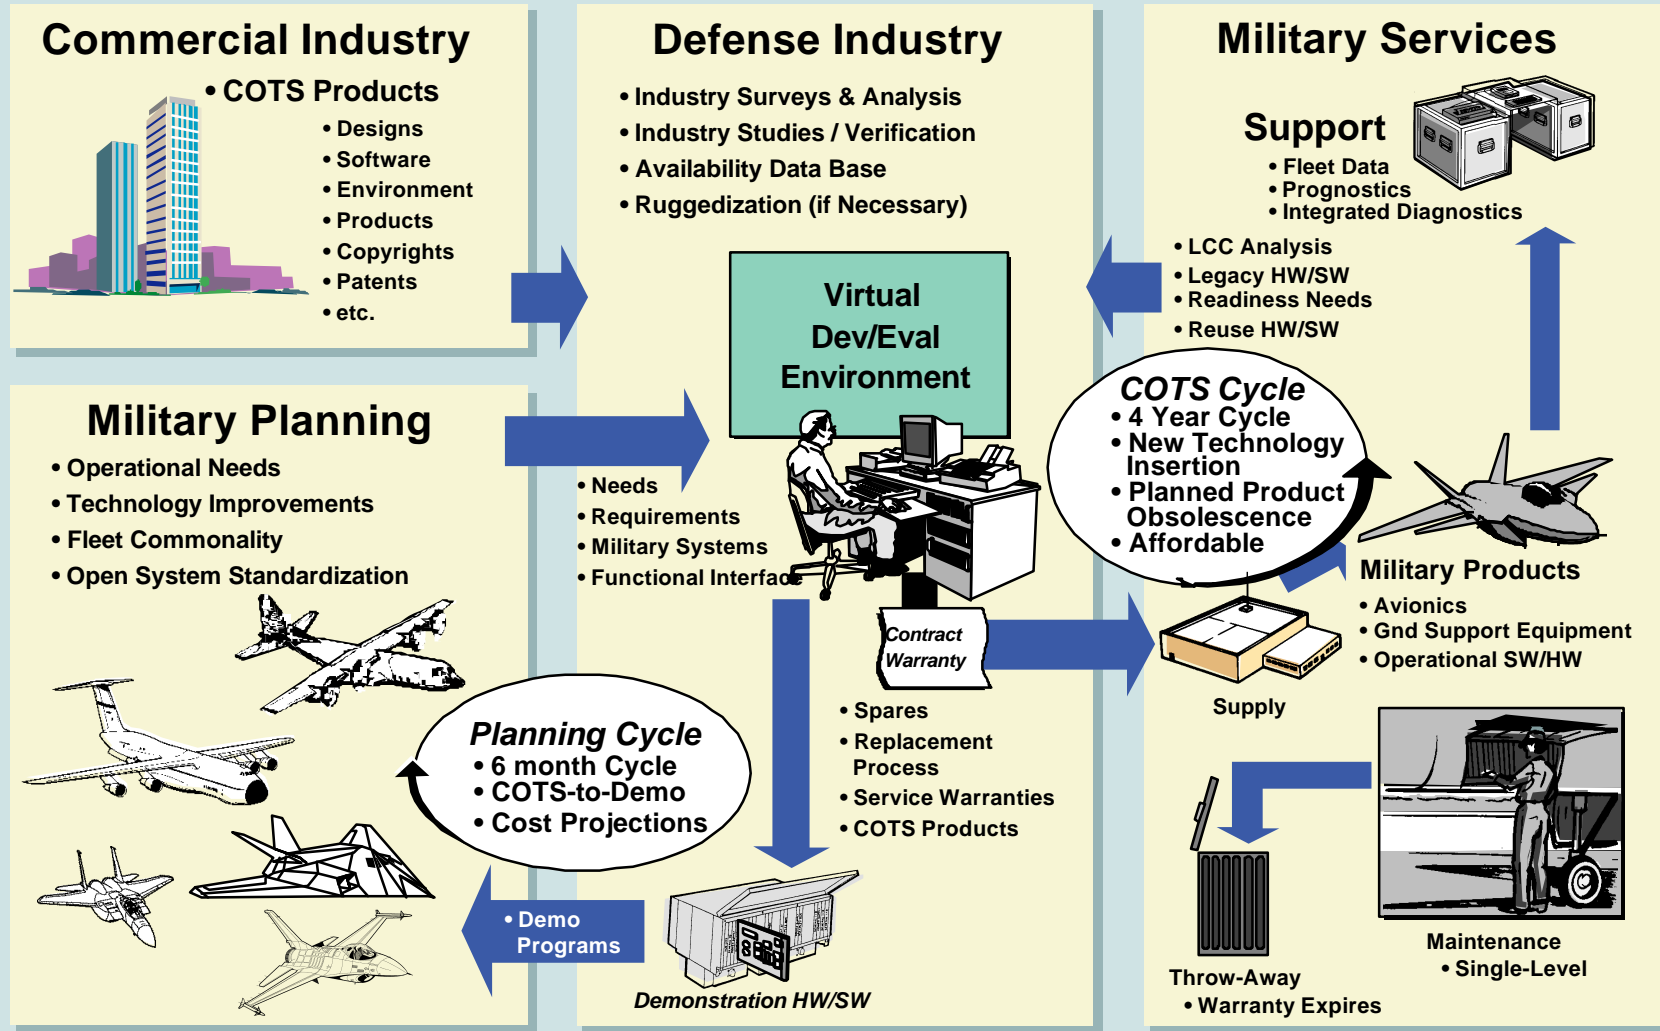 Commercial Industry
• COTS Products
• Designs
• Software
• Environment
• Products
• Copyrights
• Patents
• etc.
Military Planning
• Operational Needs
• Technology Improvements
• Fleet Commonality
• Open System Standardization
Planning Cycle
• 6 month Cycle
• COTS-to-Demo
• Cost Projections
• Demo
Programs
Defense Industry
• Industry Surveys & Analysis
• Industry Studies / Verification
• Availability Data Base
• Ruggedization (if Necessary)
Virtual
Dev/Eval
Environment
• Needs
• Requirements
• Military Systems
• Functional Interface
Contract
Warranty
• Spares
• Replacement
Process
• Service Warranties
• COTS Products
Demonstration HW/SW
Military Services
Support
• Fleet Data
• Prognostics
• Integrated Diagnostics
• LCC Analysis
• Legacy HW/SW
• Readiness Needs
• Reuse HW/SW
COTS Cycle
• 4 Year Cycle
• New Technology
Insertion
• Planned Product
Obsolescence
• Affordable
Military Products
• Avionics
• Gnd Support Equipment
• Operational SW/HW
Supply
Maintenance
• Single-Level
Throw-Away
• Warranty Expires